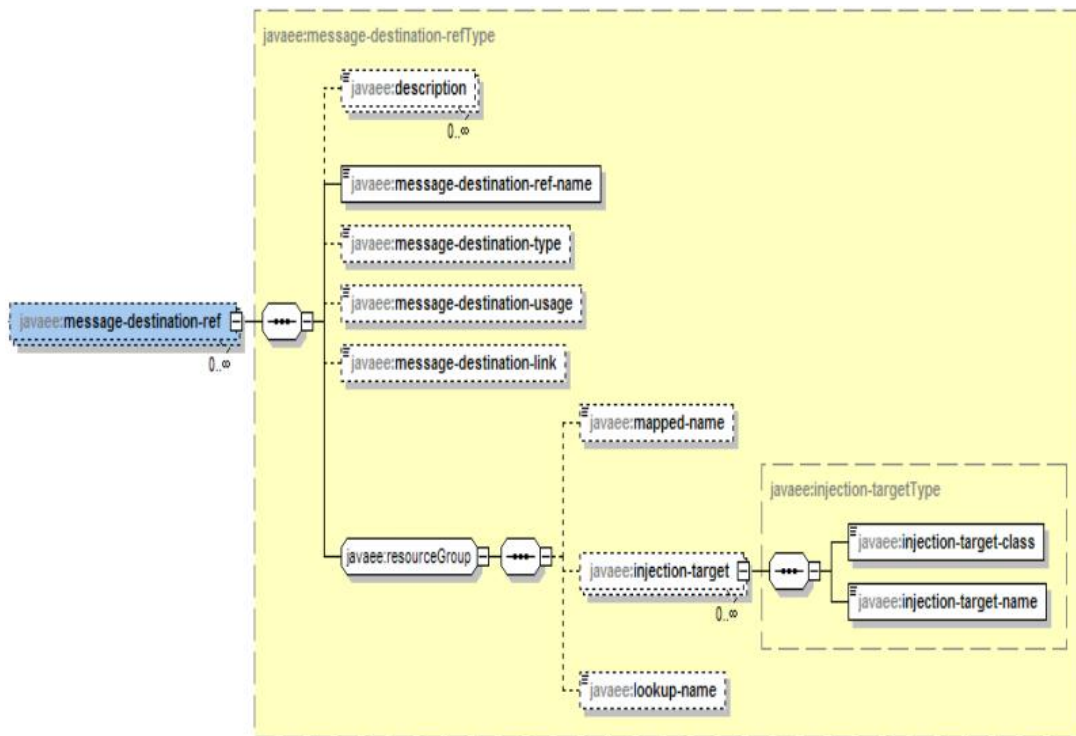 javaee:message-destination-refType
javaee:description
0..∞
javaee:message-destination-ref-name
javaee:message-destination-type
javaee:message-destination-usage
javaee:message-destination-ref
0..∞
javaee:message-destination-link
javaee:mapped-name
javaee:injection-targetType
javaee:injection-target-class
javaee:resourceGroup
javaee:injection-target
0..∞
javaee:injection-target-name
javaee:lookup-name